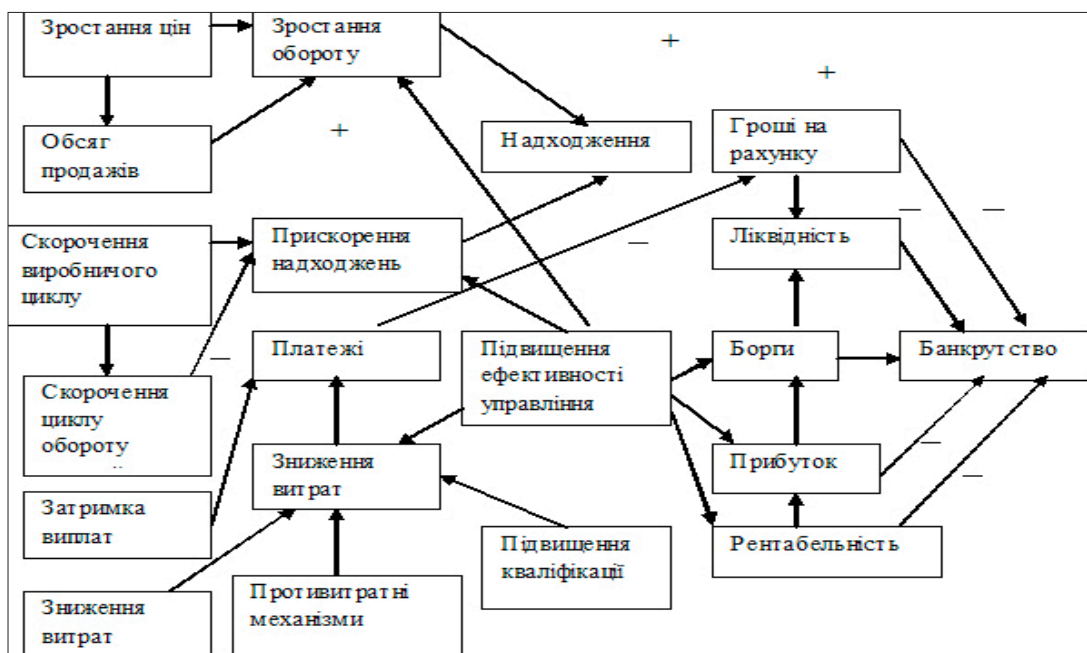 Зростання цін
Зростання
обороту
+
+
+
Обсяг
продажів
Надходження
Гроші на
рахунку
—
—
Скорочення
виробничого
циклу
Прискорення
надходжень
—
Ліквідність
—
Платежі
Підвищення
ефективності
управління
Борги
Банкрутство
Скорочення
циклу
обороту
Зниження
витрат
Прибуток
—
—
Затримка
виплат
Підвищення
кваліфікації
Рентабельність
Зниження
витрат
Противитратні
механізми